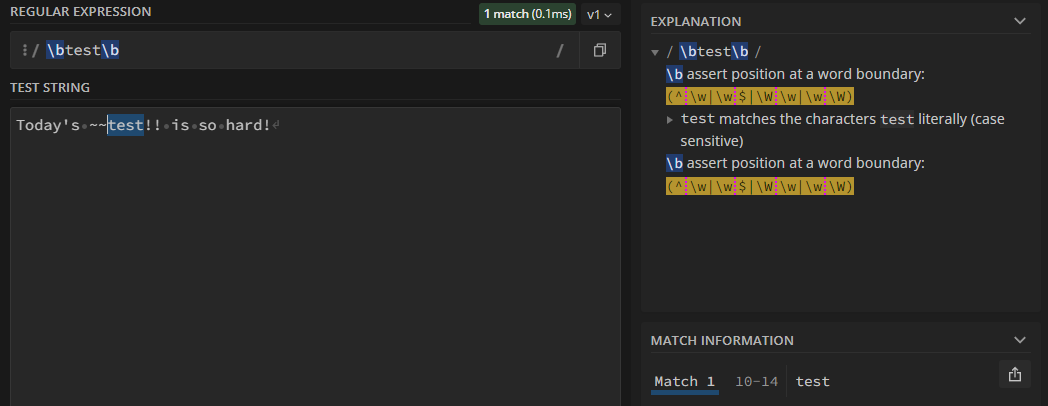 REGULAR EXPRESSION
1 match (0.1ms)
v1
/ \btest\b /
TEST STRING
Today's ~~test!! is so hard!
EXPLANATION
/ \btest\b /
\b assert position at a word boundary:
(^\w|\w$|\W\w|\w\W)
test matches the characters test literally (case
sensitive)
\b assert position at a word boundary:
(^\w|\w$|\W\w|\w\W)
MATCH INFORMATION
Match 1 10-14 test